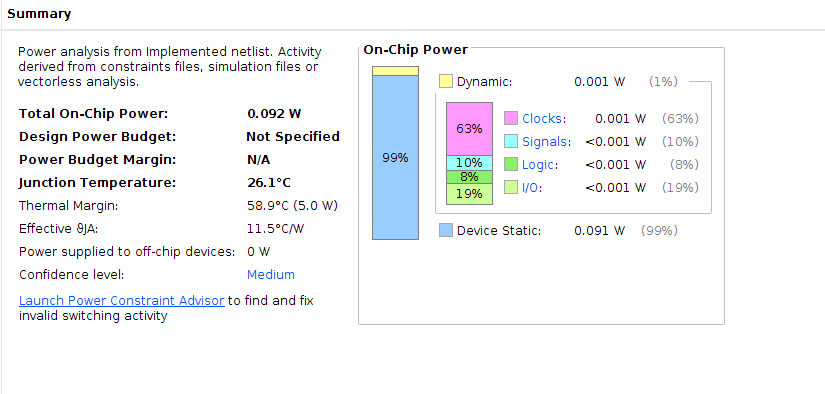 Summary
Power analysis from Implemented netlist. Activity
derived from constraints files, simulation files or
vectorless analysis.
Total On-Chip Power: 0.092 W
Design Power Budget: Not Specified
Power Budget Margin: N/A
Junction Temperature: 26.1°C
Thermal Margin: 58.9°C (5.0 W)
Effective ϑJA: 11.5°C/W
Power supplied to off-chip devices: 0 W
Confidence level: Medium
Launch Power Constraint Advisor to find and fix
invalid switching activity
On-Chip Power
99%
Dynamic: 0.001 W (1%)
63%
10%
8%
19%
Clocks: 0.001 W (63%)
Signals: <0.001 W (10%)
Logic: <0.001 W (8%)
I/O: <0.001 W (19%)
Device Static: 0.091 W (99%)